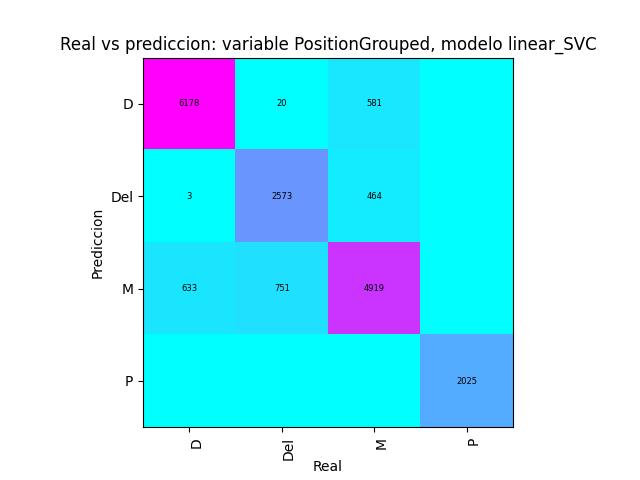 Real vs prediccion: variable PositionGrouped, modelo linear_SVC
D 6178 20 581
Del 3 2573 464
Prediccion
M 633 751 4919
P 2025
D Del M P
Real